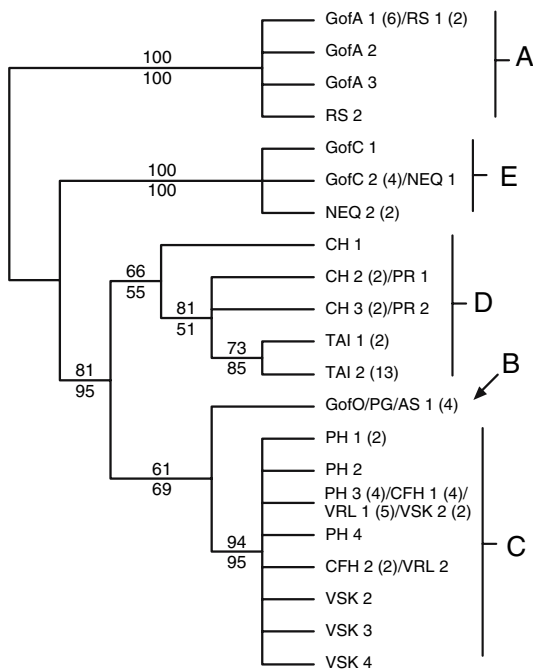 GofA 1 (6)/RS 1 (2)
GofA 2
GofA 3
RS 2
A
100
100
GofC 1
GofC 2 (4)/NEQ 1
NEQ 2 (2)
E
100
100
CH 1
CH 2 (2)/PR 1
CH 3 (2)/PR 2
TAI 1 (2)
TAI 2 (13)
D
66
55
81
51
73
85
81
95
B
GofO/PG/AS 1 (4)
61
69
PH 1 (2)
PH 2
PH 3 (4)/CFH 1 (4)/
VRL 1 (5)/VSK 2 (2)
PH 4
CFH 2 (2)/VRL 2
VSK 2
VSK 3
VSK 4
C
94
95